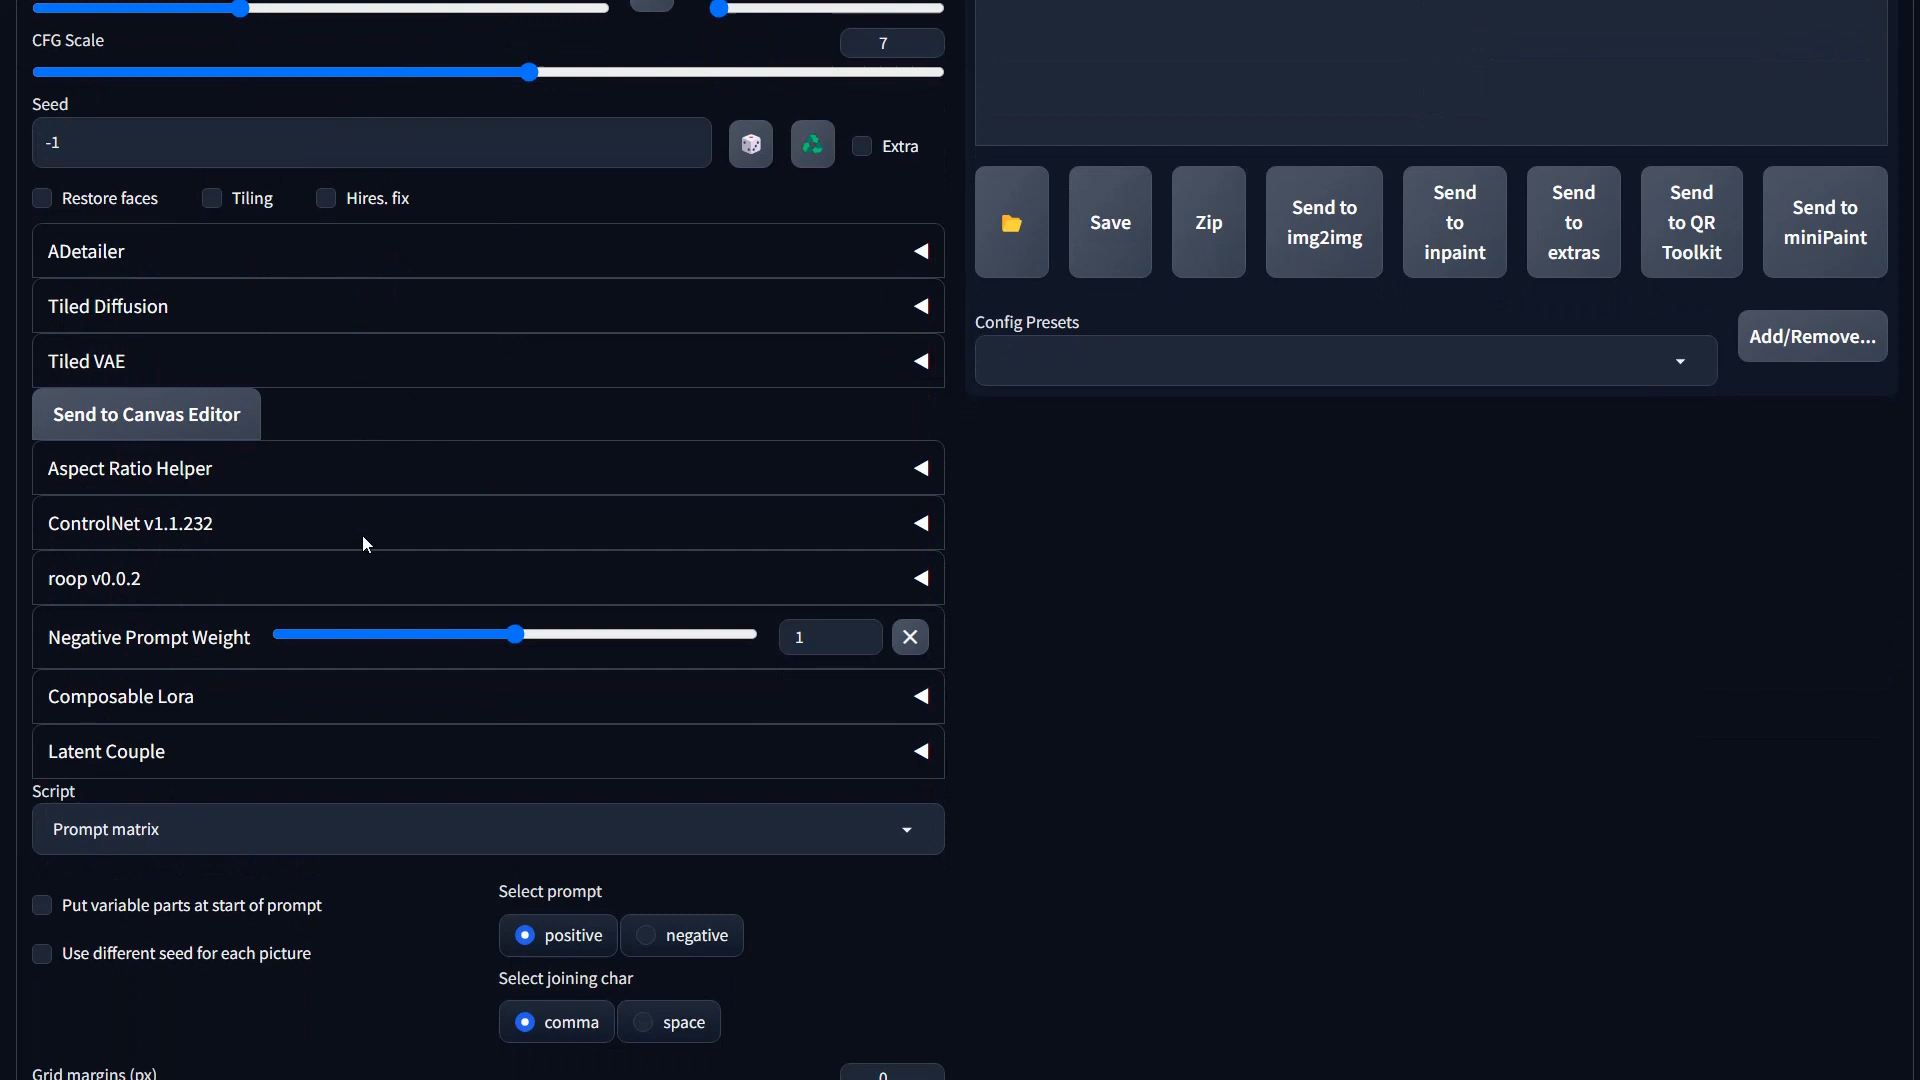 CFG Scale
7
Seed
-1
Extra
Restore faces
Tiling
Hires. fix
ADetailer
Tiled Diffusion
Tiled VAE
Send to Canvas Editor
Aspect Ratio Helper
ControlNet v1.1.232
roop v0.0.2
Negative Prompt Weight
1
Composable Lora
Latent Couple
Script
Prompt matrix
Put variable parts at start of prompt
Use different seed for each picture
Select prompt
positive
negative
Select joining char
comma
space
Grid margins (px)
0
Save
Zip
Send to
img2img
Send
to
inpaint
Send
to
extras
Send
to QR
Toolkit
Send to
miniPaint
Config Presets
Add/Remove...